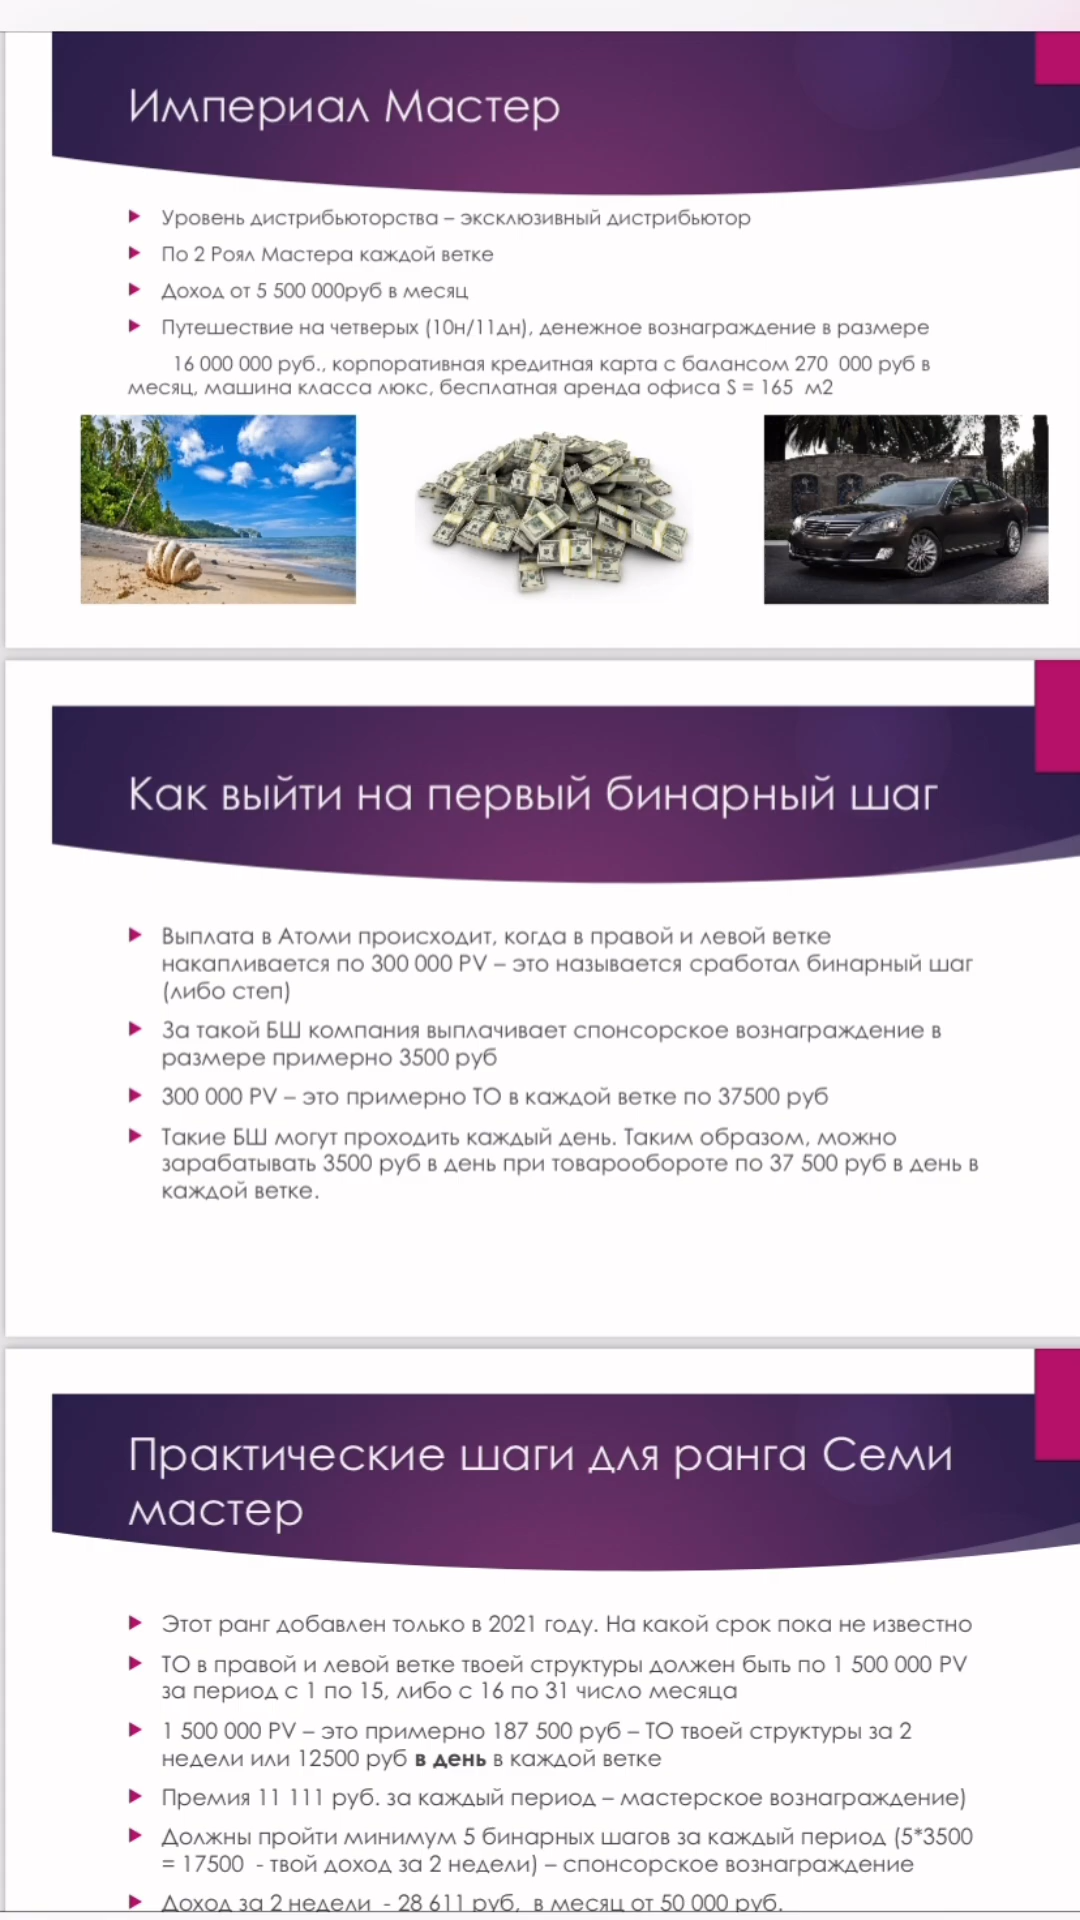 Империал Мастер
Уровень дистрибьюторства – эксклюзивный дистрибьютор
По 2 Роял Мастера каждой ветке
Доход от 5 500 000руб в месяц
Путешествие на четверых (10н/11дн), денежное вознаграждение в размере
16 000 000 руб., корпоративная кредитная карта с балансом 270 000 руб в
месяц, машина класса люкс, бесплатная аренда офиса S = 165 м2
Как выйти на первый бинарный шаг
Выплата в Атоми происходит, когда в правой и левой ветке
накапливается по 300 000 PV – это называется сработал бинарный шаг
(либо степ)
За такой БШ компания выплачивает спонсорское вознаграждение в
размере примерно 3500 руб
300 000 PV – это примерно ТО в каждой ветке по 37500 руб
Такие БШ могут проходить каждый день. Таким образом, можно
зарабатывать 3500 руб в день при товарообороте по 37 500 руб в день в
каждой ветке.
Практические шаги для ранга Семи
мастер
Этот ранг добавлен только в 2021 году. На какой срок пока не известно
ТО в правой и левой ветке твоей структуры должен быть по 1 500 000 PV
за период с 1 по 15, либо с 16 по 31 число месяца
1 500 000 PV – это примерно 187 500 руб – ТО твоей структуры за 2
недели или 12500 руб в день в каждой ветке
Премия 11 111 руб. за каждый период – мастерское вознаграждение)
Должны пройти минимум 5 бинарных шагов за каждый период (5*3500
= 17500 - твой доход за 2 недели) – спонсорское вознаграждение
Доход за 2 недели - 28 611 руб, в месяц от 50 000 руб.